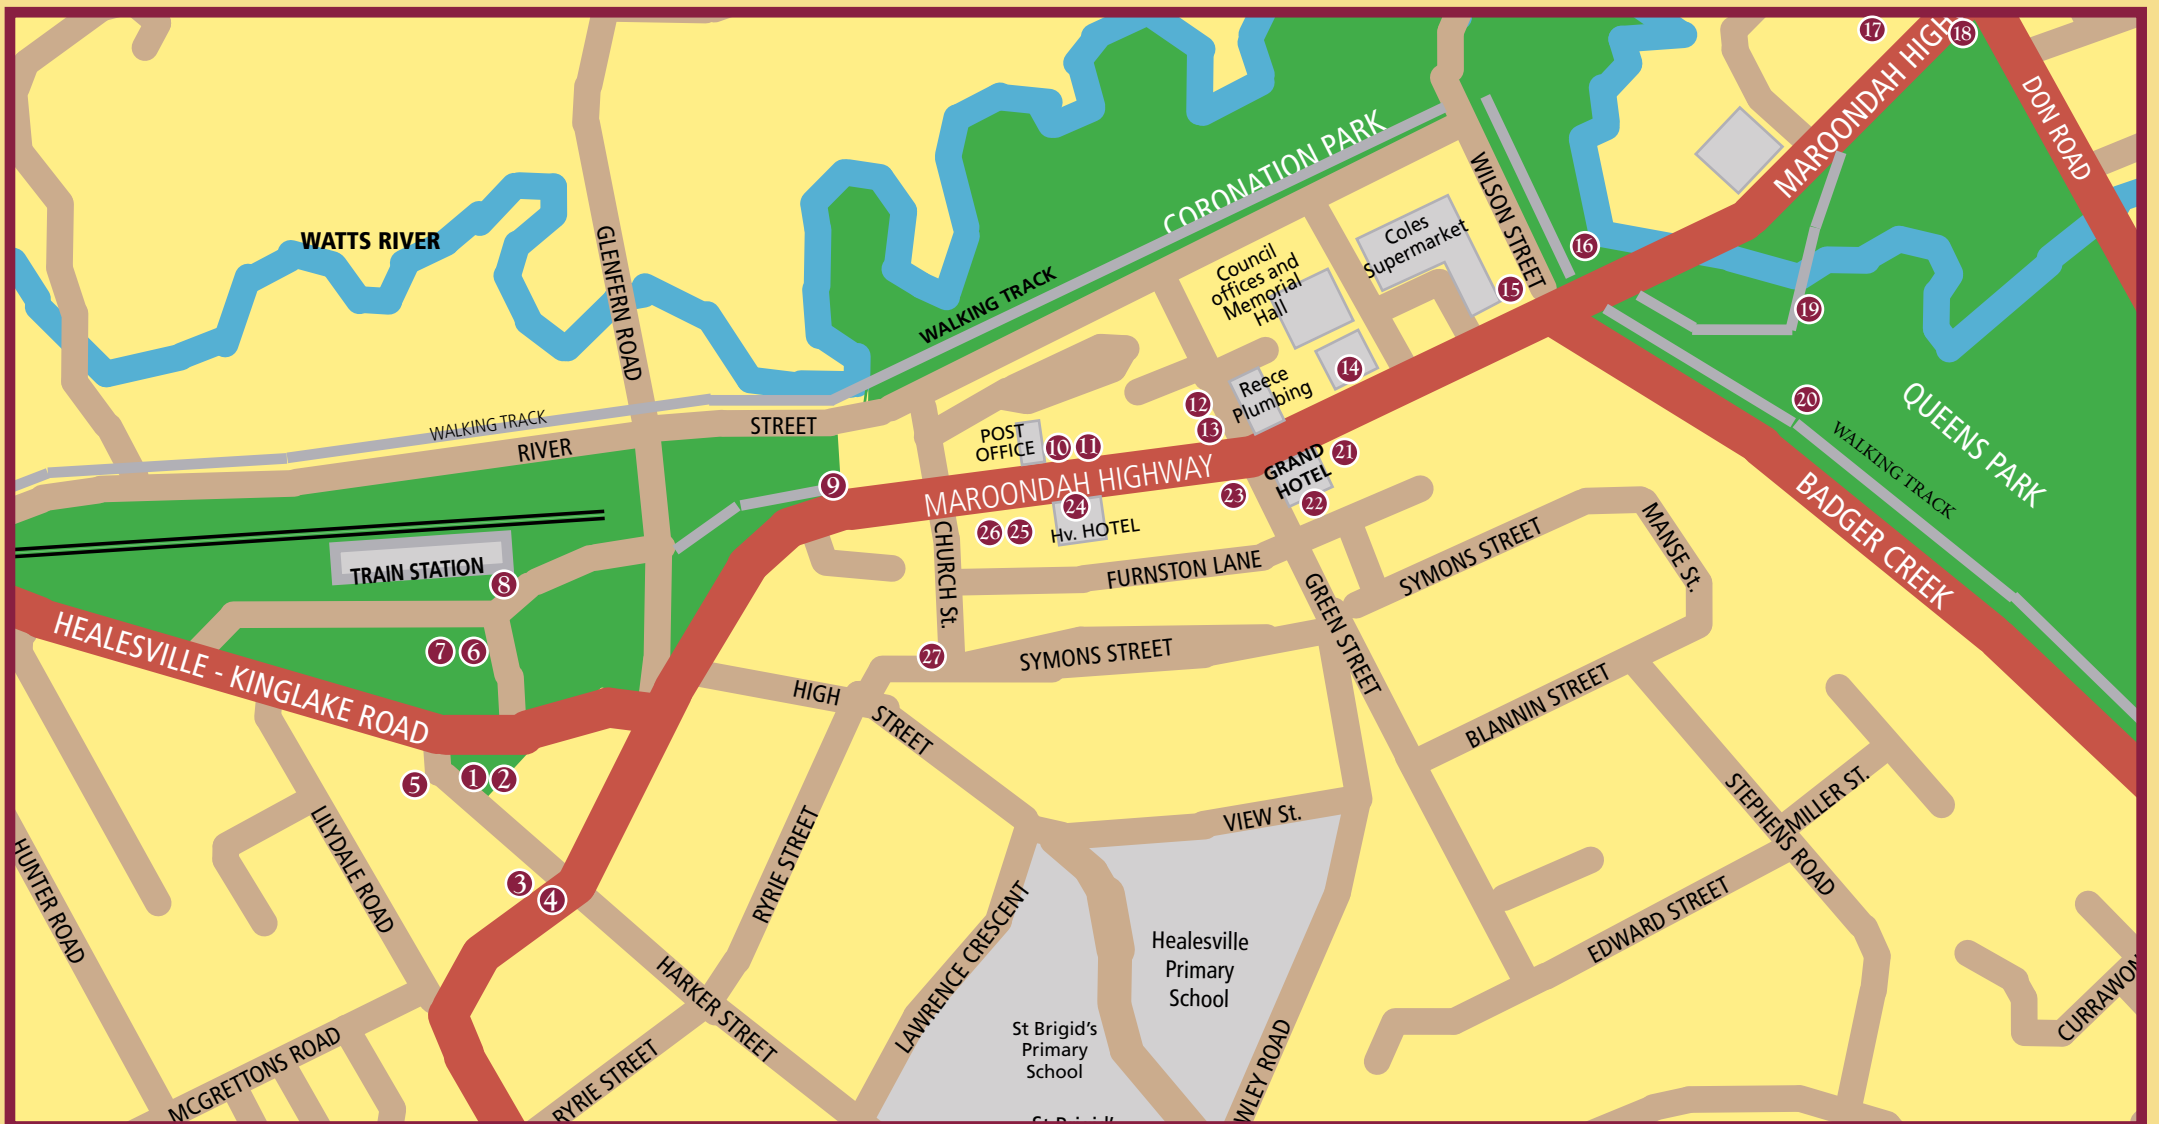 17
18
MAROONDAH HIGH
DON ROAD
CORONATION PARK
WILSON STREET
Coles
Supermarket
16
15
WATTS RIVER
GLENFERN ROAD
WALKING TRACK
Council
offices and
Memorial
Hall
14
19
Reece
Plumbing
12
13
20
QUEENS PARK
WALKING TRACK
WALKING TRACK
RIVER
STREET
POST
OFFICE
10
11
MAROONDAH HIGHWAY
GRAND
HOTEL
21
22
23
9
24
Hv. HOTEL
26
25
BADGER CREEK
CHURCH St.
FURNSTON LANE
SYMONS STREET
MANSE St.
TRAIN STATION
8
GREEN STREET
HEALESVILLE - KINGLAKE ROAD
7
6
27
SYMONS STREET
HIGH
STREET
BLANNIN STREET
5
1
2
VIEW St.
STEPHENS ROAD
MILLER ST.
HUNTER ROAD
LILYDALE ROAD
RYRIE STREET
3
4
LAWRENCE CRESCENT
EDWARD STREET
Healesville
Primary
School
HARKER STREET
St Brigid's
Primary
School
CURRAWON
MCGRETTONS ROAD
RYRIE STREET
WLEY ROAD